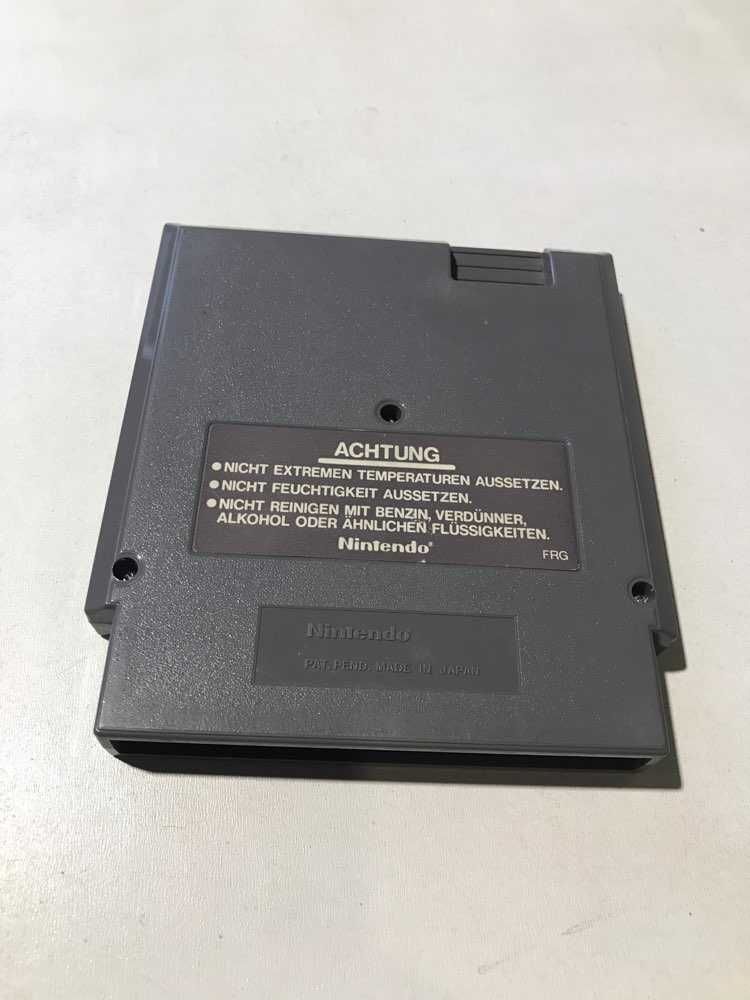 ACHTUNG
●NICHT EXTREMEN TEMPERATUREN AUSSETZEN.
●NICHT FEUCHTIGKEIT AUSSETZEN.
●NICHT REINIGEN MIT BENZIN, VERDÜNNER,
ALKOHOL ODER ÄHNLICHEN FLÜSSIGKEITEN.
Nintendo®
FRG
Nintendo
PAT. PEND. MADE IN JAPAN